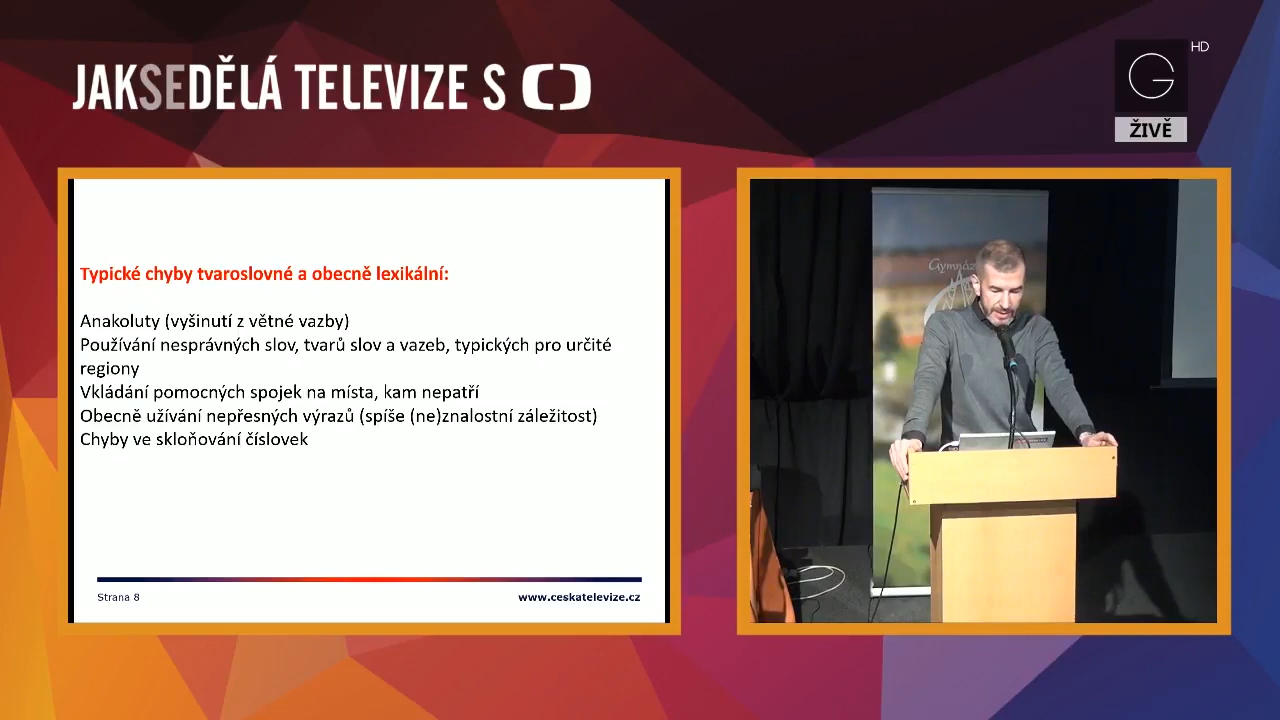 JAKSEDĚLÁ TELEVIZE S
HD
G
ŽIVĚ
Typické chyby tvaroslovné a obecně lexikální:
Anakoluty (vyšinutí z větné vazby)
Používání nesprávných slov, tvarů slov a vazeb, typických pro určité
regiony
Vkládání pomocných spojek na místa, kam nepatří
Obecně užívání nepřesných výrazů (spíše (ne)znalostní záležitost)
Chyby ve skloňování číslovek
Strana 8
www.ceskatelevize.cz